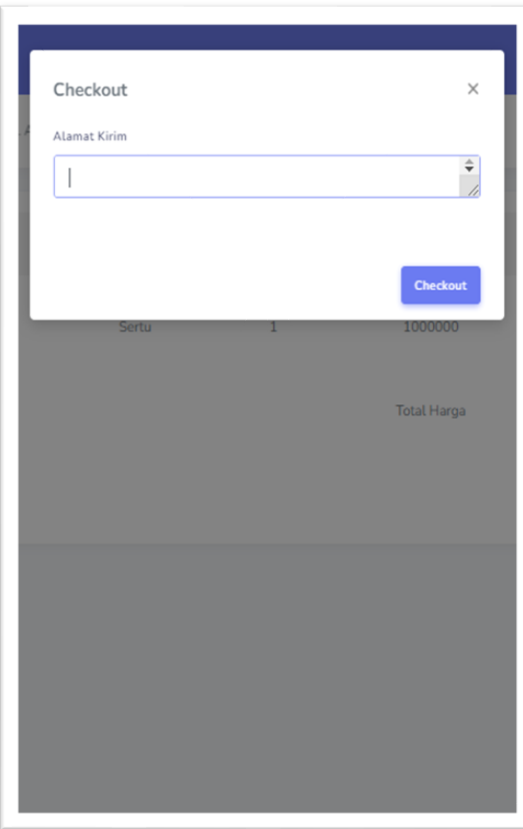 Checkout ×
Alamat Kirim
Checkout
Sertu 1 1000000
Total Harga